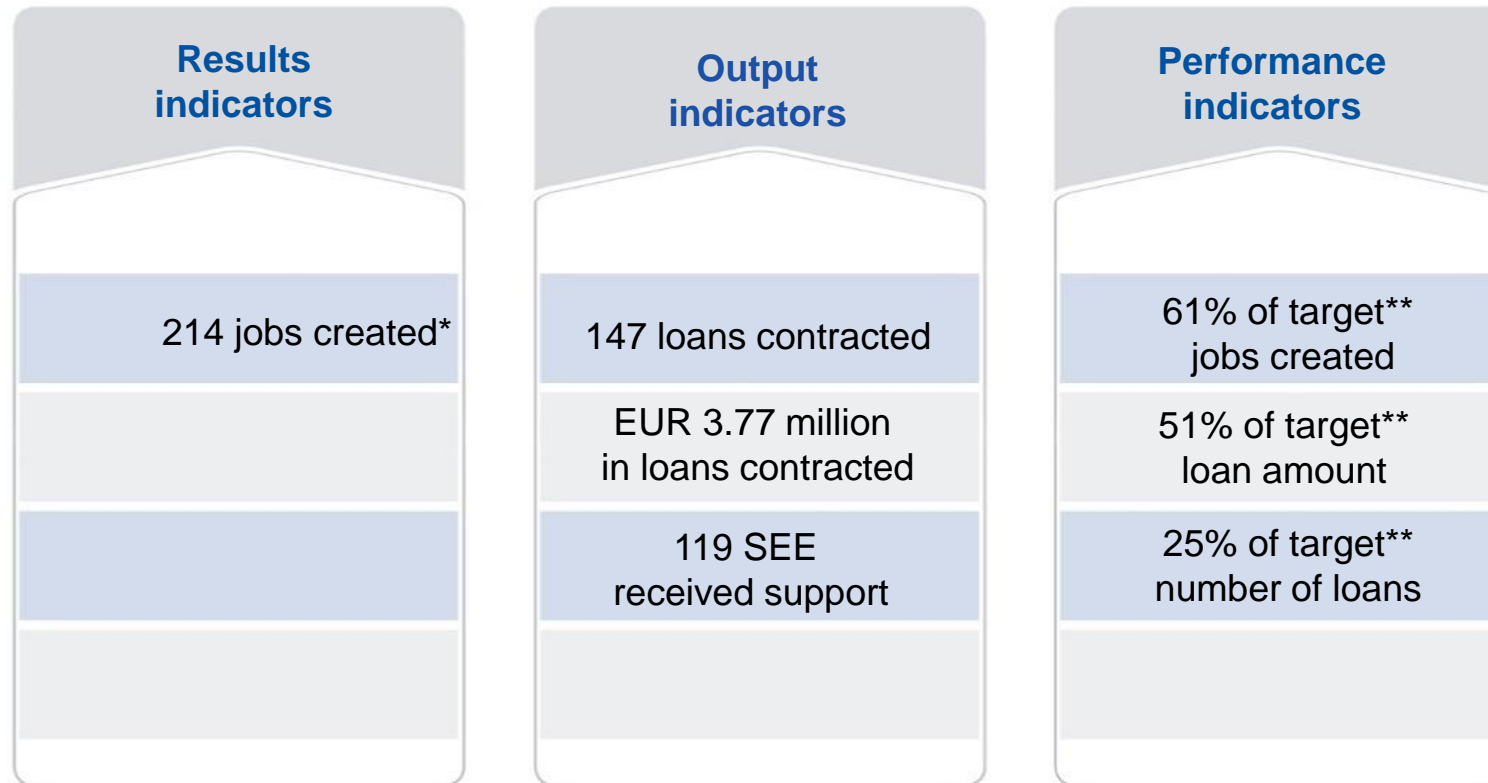 Results
indicators
214 jobs created*
Output
indicators
147 loans contracted
EUR 3.77 million
in loans contracted
119 SEE
received support
Performance
indicators
61% of target**
jobs created
51% of target**
loan amount
25% of target**
number of loans